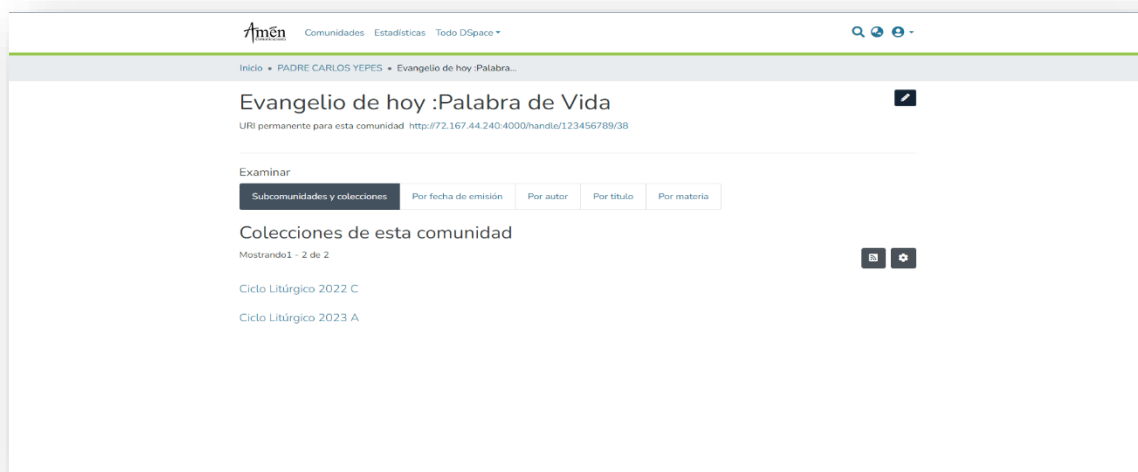 Amén Comunidades Estadísticas Todo DSpace
Inicio • PADRE CARLOS YEPES • Evangelio de hoy :Palabra...
Evangelio de hoy :Palabra de Vida
URI permanente para esta comunidad http://72.167.44.240:4000/handle/123456789/38
Examinar
Subcomunidades y colecciones Por fecha de emisión Por autor Por título Por materia
Colecciones de esta comunidad
Mostrando1 - 2 de 2
Ciclo Litúrgico 2022 C
Ciclo Litúrgico 2023 A